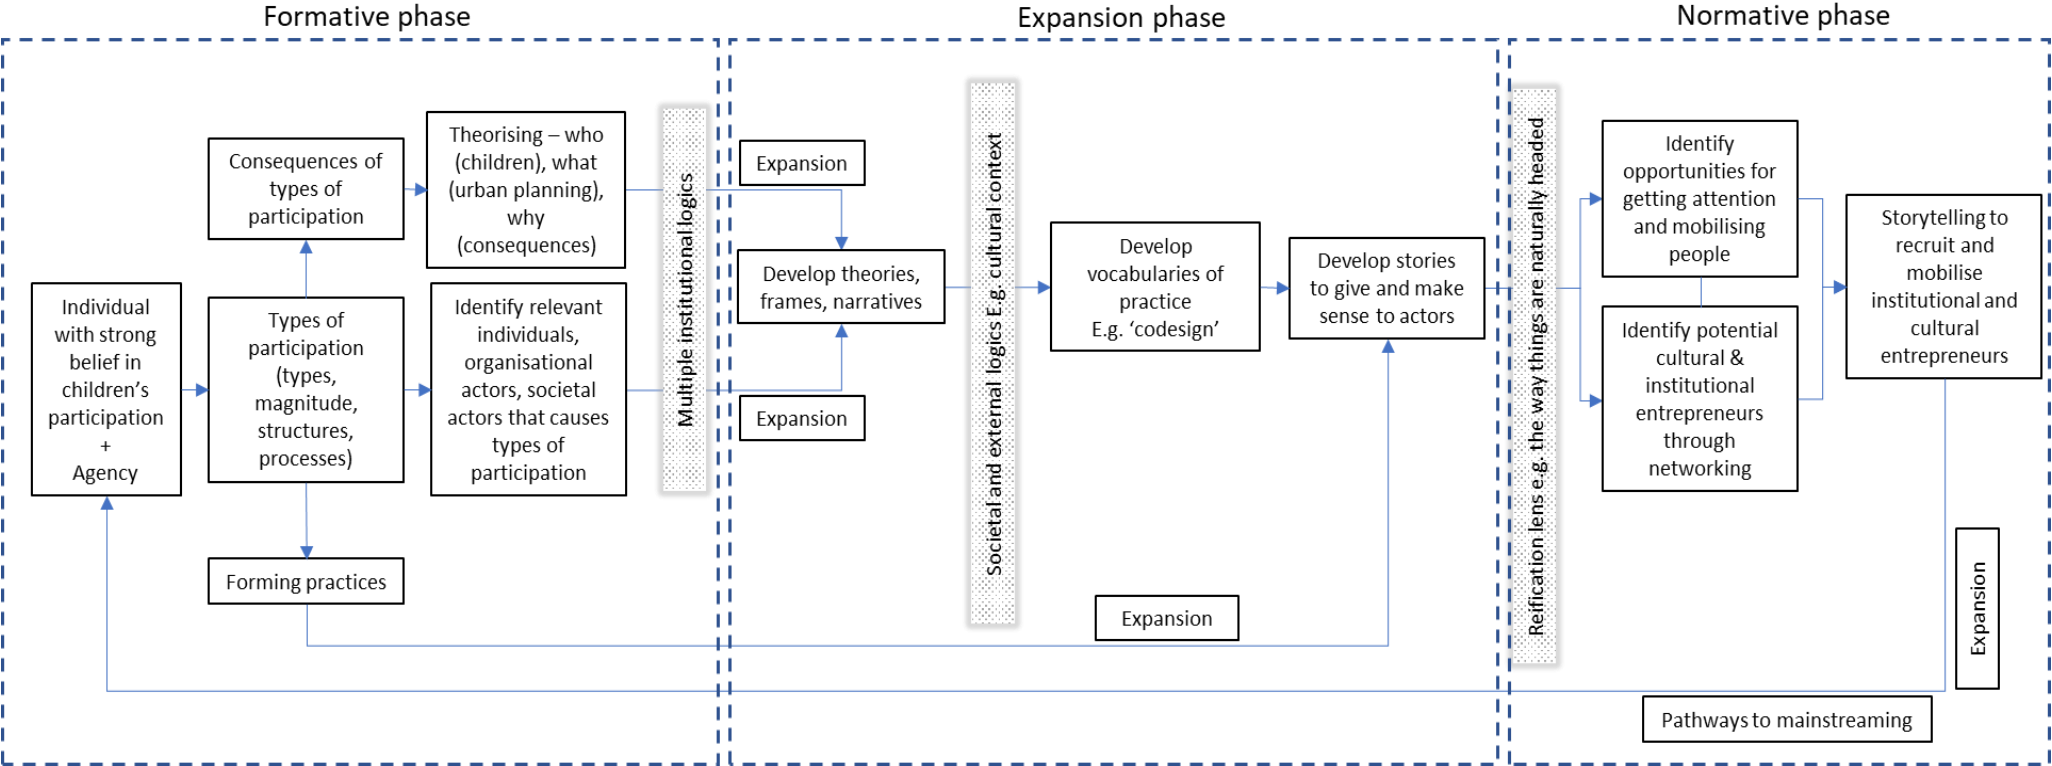 Formative phase
Expansion phase
Normative phase
Consequences of
types of
participation
Theorising – who
(children), what
(urban planning),
why
(consequences)
Individual
with strong
belief in
children's
participation
+
Agency
Types of
participation
(types,
magnitude,
structures,
processes)
Identify relevant
individuals,
organisational
actors, societal
actors that causes
types of
participation
Forming practices
Multiple institutional logics
Expansion
Develop theories,
frames, narratives
Expansion
Societal and external logics E.g. cultural context
Develop
vocabularies of
practice
E.g. ‘codesign’
Develop stories
to give and make
sense to actors
Expansion
Reification lens e.g. the way things are naturally headed
Identify
opportunities for
getting attention
and mobilising
people
Identify potential
cultural &
institutional
entrepreneurs
through
networking
Storytelling to
recruit and
mobilise
institutional and
cultural
entrepreneurs
Expansion
Pathways to mainstreaming